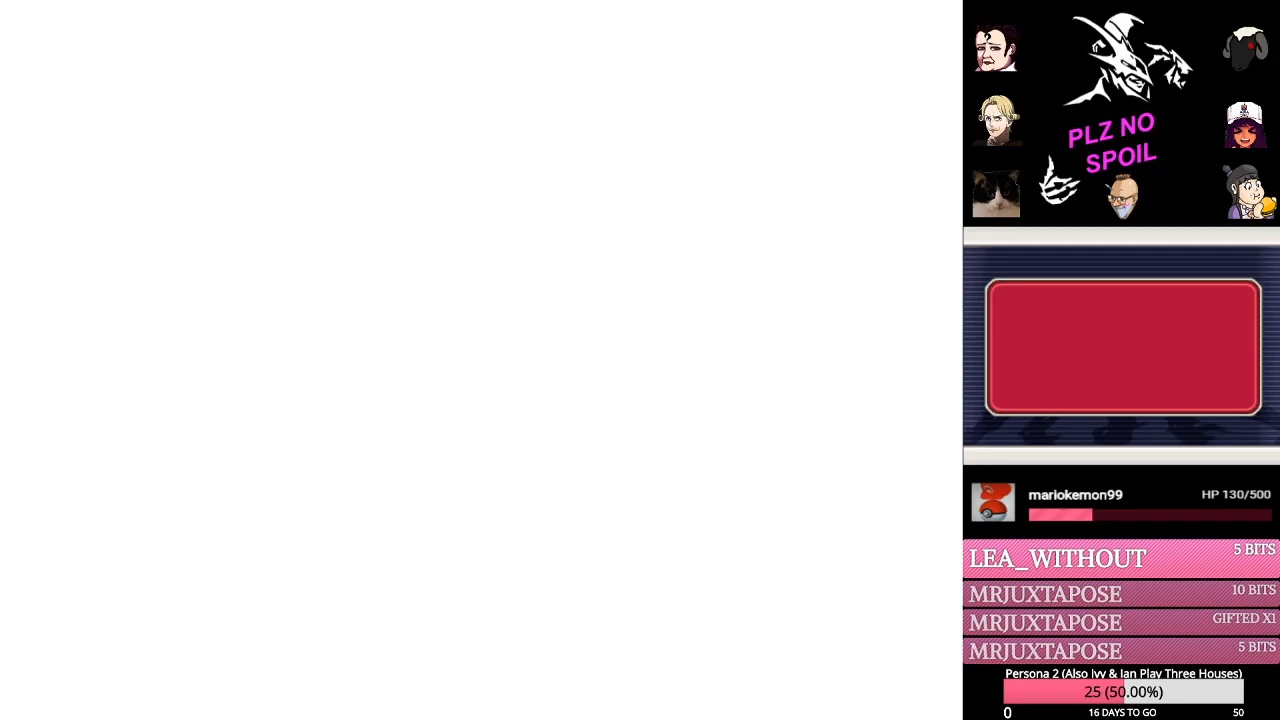 PLZ NO
SPOIL
mariokemon99 HP 130/500
LEA_WITHOUT 5 BITS
MRJUXTAPOSE 10 BITS
MRJUXTAPOSE GIFTED X1
MRJUXTAPOSE 5 BITS
Persona 2 (Also Ivy & Ian Play Three Houses)
25 (50.00%)
0 16 DAYS TO GO 50